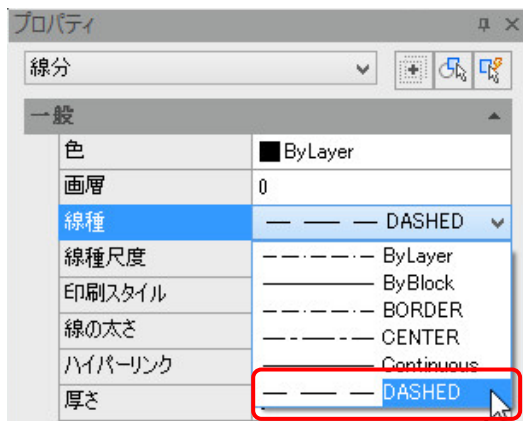 プロパティ
線分
一般
色 ByLayer
画層 0
線種 DASHED
線種尺度 ByLayer
印刷スタイル ByBlock
BORDER
線の太さ CENTER
ハイパーリンク Continuous
厚さ DASHED